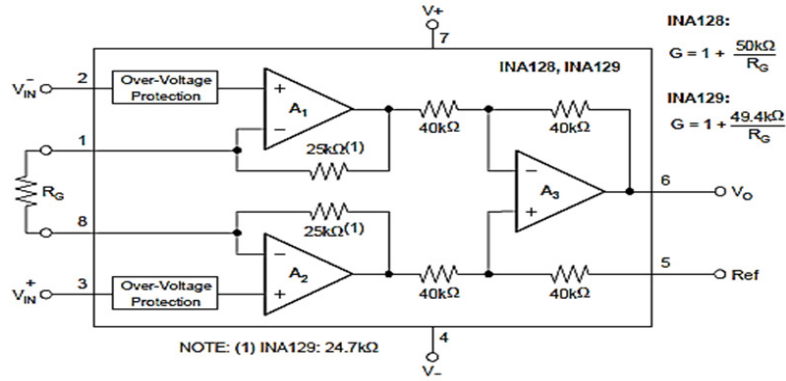 V+
7
INA128:
G = 1 + 50kΩ / RG
INA129:
G = 1 + 49.4kΩ / RG
INA128, INA129
V−IN
2
Over-Voltage
Protection
+
A1
−
40kΩ
40kΩ
1
25kΩ(1)
RG
−
A3
+
6
VO
8
25kΩ(1)
−
A2
+
5
Ref
V+IN
3
Over-Voltage
Protection
40kΩ
40kΩ
4
V−
NOTE: (1) INA129: 24.7kΩ